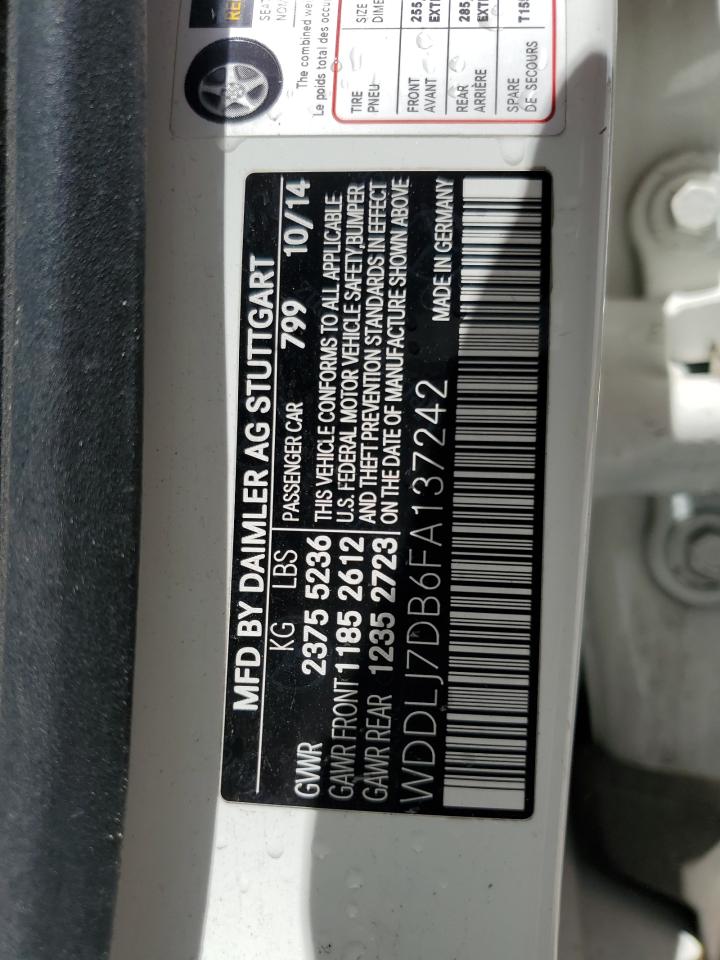 The combined we
Le poids total des occu
TIRE SIZE
PNEU DIME
FRONT 255
AVANT EXT
REAR 285
ARRIÈRE EXT
SPARE T15
DE SECOURS
MFD BY DAIMLER AG STUTTGART
KG LBS PASSENGER CAR 799 10/14
GVWR 2375 5236 THIS VEHICLE CONFORMS TO ALL APPLICABLE
GAWR FRONT 1185 2612 U.S. FEDERAL MOTOR VEHICLE SAFETY, BUMPER
GAWR REAR 1235 2723 AND THEFT PREVENTION STANDARDS IN EFFECT
ON THE DATE OF MANUFACTURE SHOWN ABOVE
WDDLJ7DB6FA137242 MADE IN GERMANY